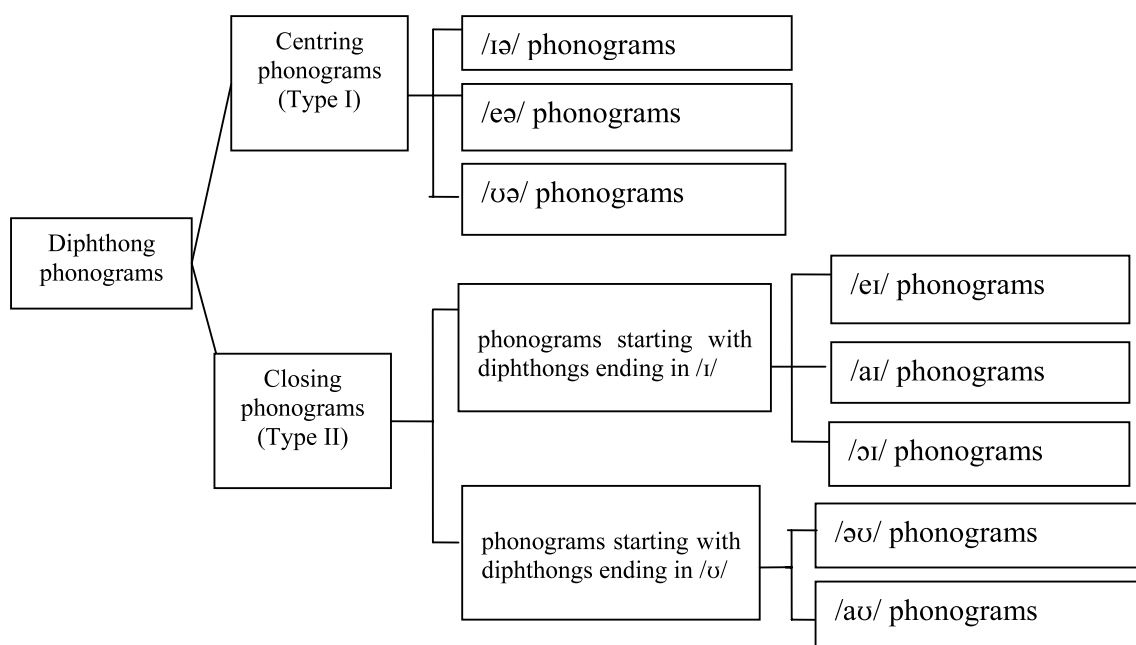 Diphthong
phonograms
Centring
phonograms
(Type I)
/ɪə/ phonograms
/eə/ phonograms
/ʊə/ phonograms
Closing
phonograms
(Type II)
phonograms starting with
diphthongs ending in /ɪ/
/eɪ/ phonograms
/aɪ/ phonograms
/ɔɪ/ phonograms
phonograms starting with
diphthongs ending in /ʊ/
/əʊ/ phonograms
/aʊ/ phonograms